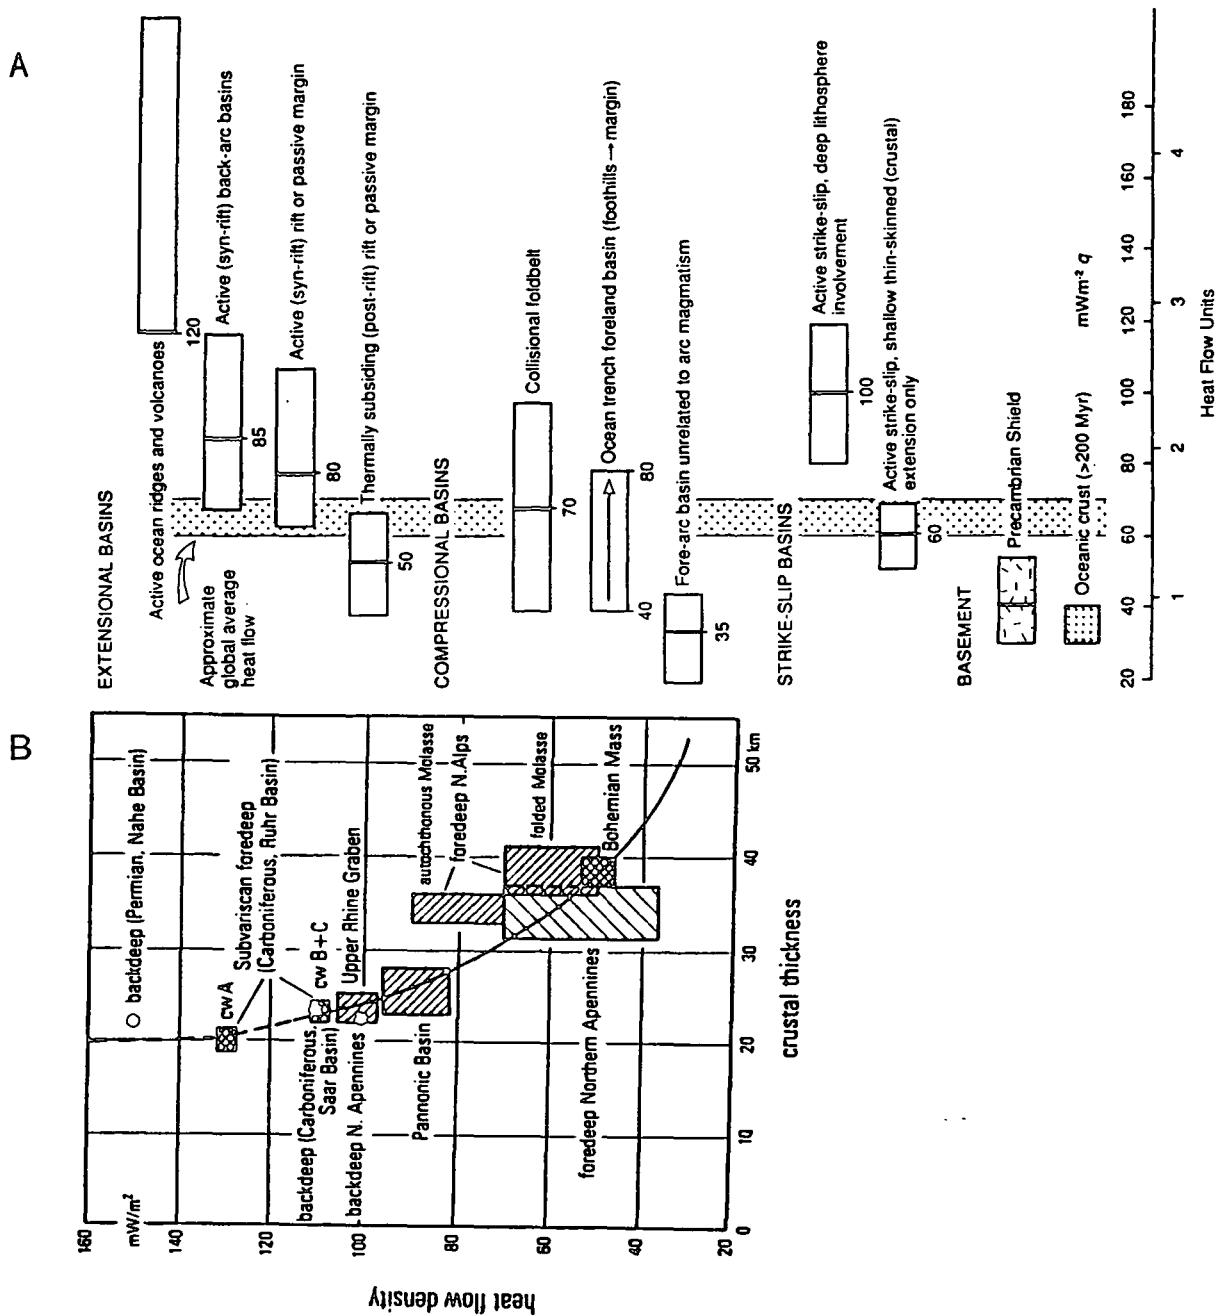 A
EXTENSIONAL BASINS
Active ocean ridges and volcanoes
120
Approximate
global average
heat flow
Active (syn-rift) back-arc basins
85
Active (syn-rift) rift or passive margin
80
Thermally subsiding (post-rift) rift or passive margin
50
COMPRESSIONAL BASINS
Collisional foldbelt
70
Ocean trench foreland basin (foothills → margin)
40
80
Fore-arc basin unrelated to arc magmatism
35
STRIKE-SLIP BASINS
Active strike-slip, deep lithosphere
involvement
100
Active strike-slip, shallow thin-skinned (crustal)
extension only
60
BASEMENT
Precambrian Shield
Oceanic crust (>200 Myr)
mWm⁻² q
20 40 60 80 100 120 140 160 180
1 2 3 4
Heat Flow Units
B
160
mW/m²
140
120
100
80
60
40
20
heat flow density
backdeep (Permian, Nahe Basin)
cw A
Subvariscan foredeep
(Carboniferous, Ruhr Basin)
cw B+C
backdeep (Carboniferous,
Saar Basin)
Upper Rhine Graben
backdeep N. Apennines
Pannonic Basin
autochthonous Molasse
foredeep N.Alps
folded Molasse
Bohemian Mass
foredeep Northern Apennines
0 10 20 30 40 50 km
crustal thickness